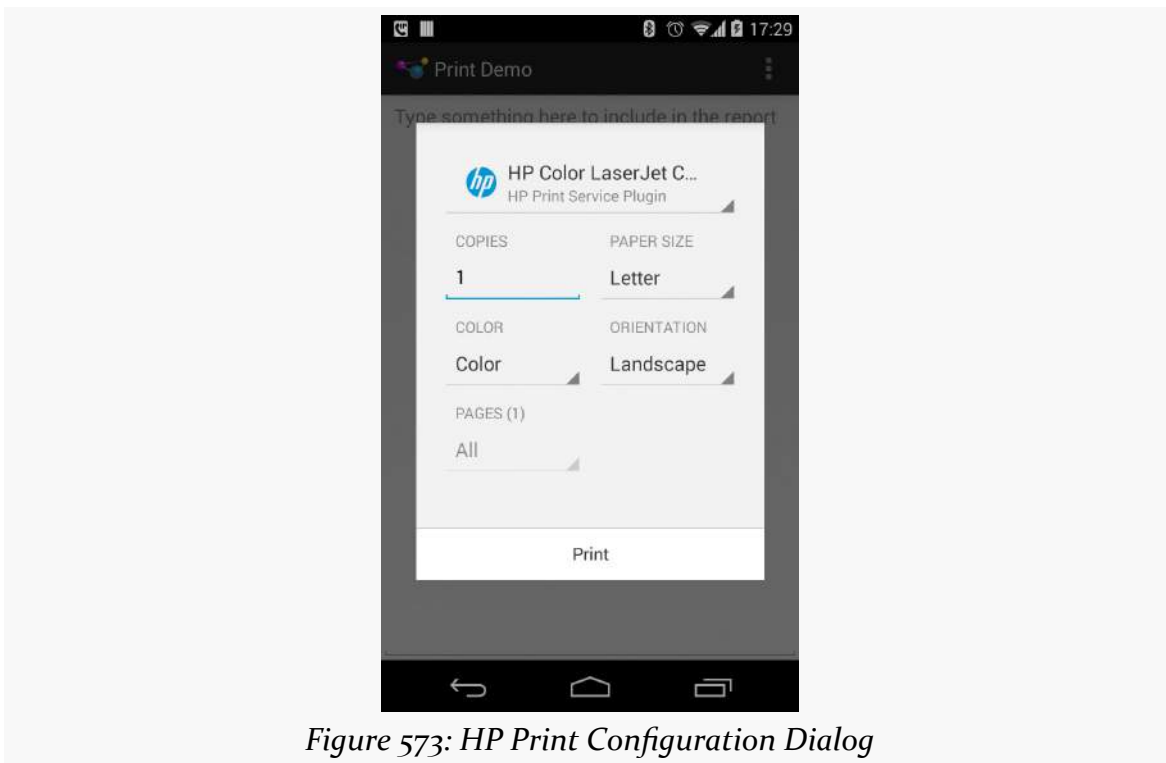 17:29
Print Demo
Type something here to include in the report
hp
HP Color LaserJet C...
HP Print Service Plugin
COPIES
PAPER SIZE
1
Letter
COLOR
ORIENTATION
Color
Landscape
PAGES (1)
All
Print
Figure 573: HP Print Configuration Dialog